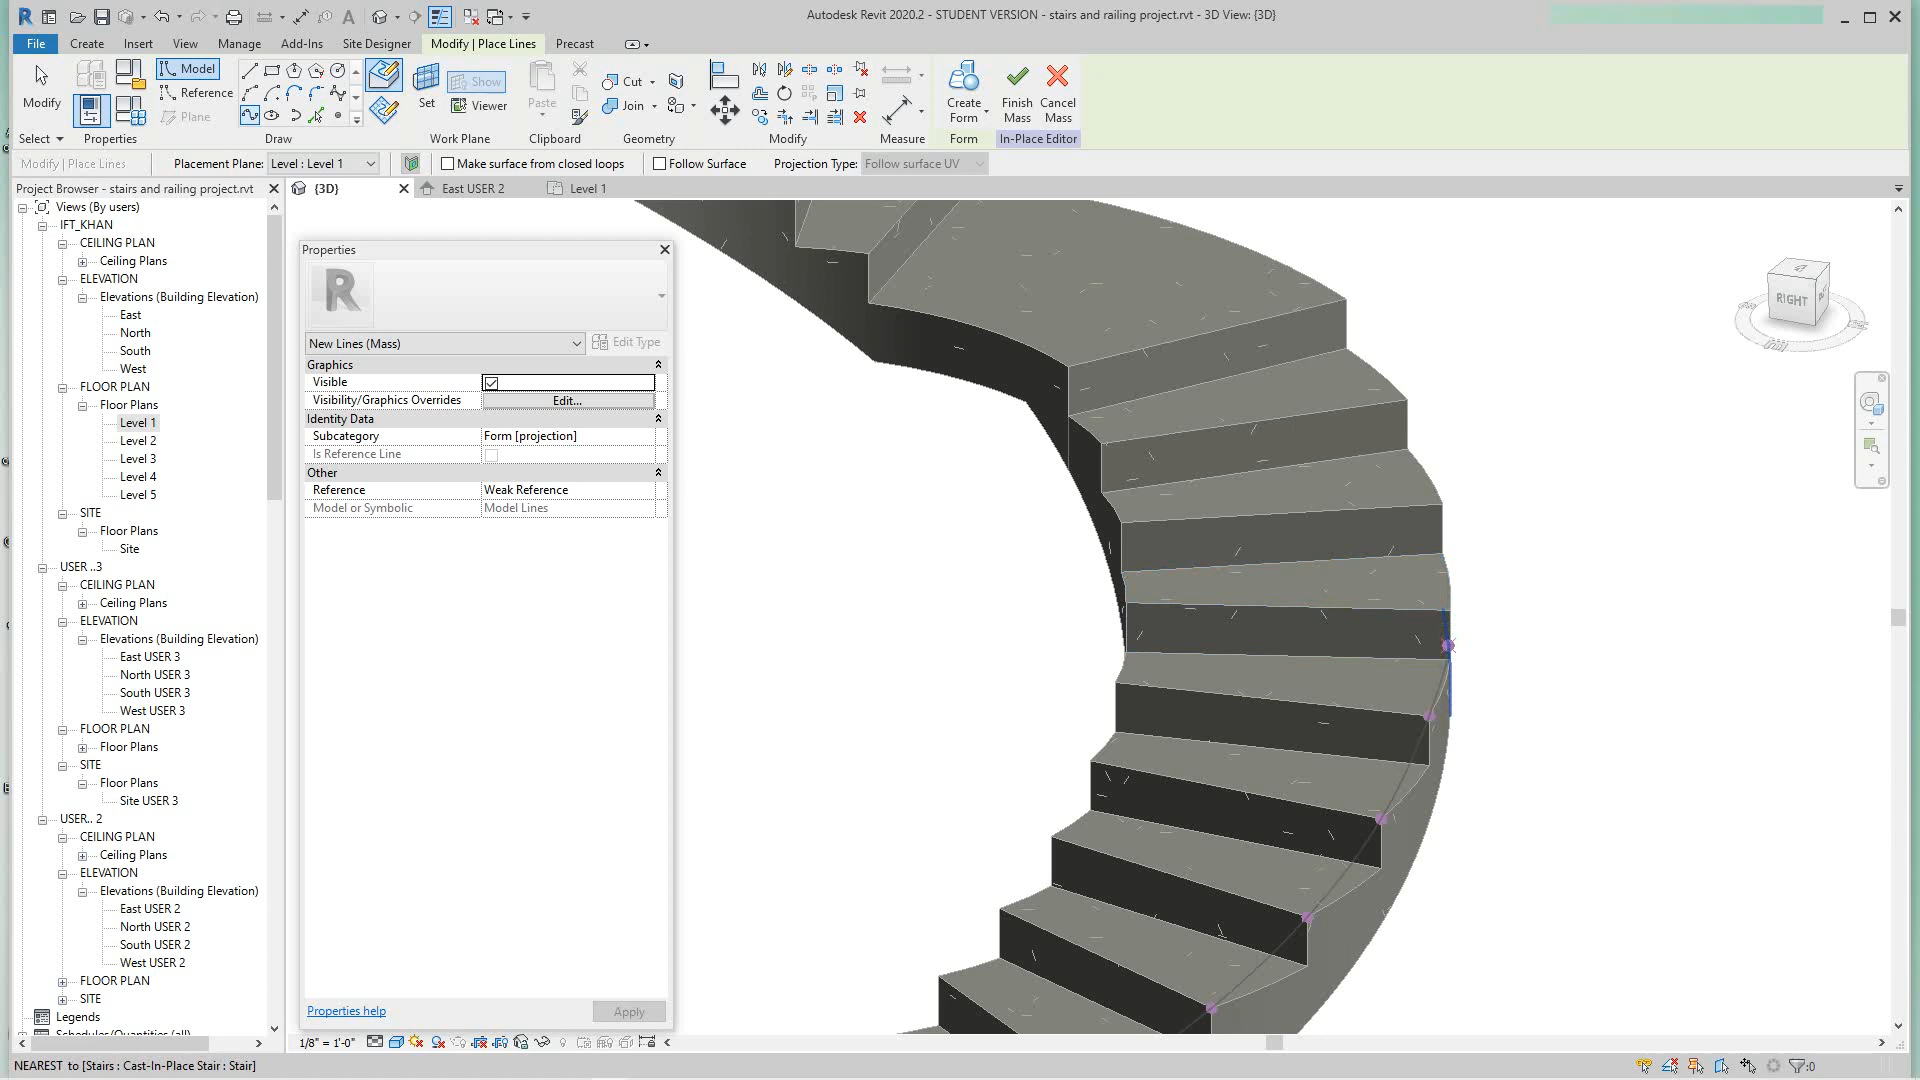 Autodesk Revit 2020.2 - STUDENT VERSION - stairs and railing project.rvt - 3D View: {3D}
File Create Insert View Manage Add-Ins Site Designer Modify | Place Lines Precast
Modify
Model
Reference
Plane
Set
Show
Viewer
Paste
Cut
Join
Create
Form
Finish
Mass
Cancel
Mass
Select Properties Draw Work Plane Clipboard Geometry Modify Measure Form In-Place Editor
Modify | Place Lines Placement Plane: Level : Level 1 Make surface from closed loops Follow Surface Projection Type: Follow surface UV
Project Browser - stairs and railing project.rvt
{3D} East USER 2 Level 1
Views (By users)
IFT_KHAN
CEILING PLAN
Ceiling Plans
ELEVATION
Elevations (Building Elevation)
East
North
South
West
FLOOR PLAN
Floor Plans
Level 1
Level 2
Level 3
Level 4
Level 5
SITE
Floor Plans
Site
USER ..3
CEILING PLAN
Ceiling Plans
ELEVATION
Elevations (Building Elevation)
East USER 3
North USER 3
South USER 3
West USER 3
FLOOR PLAN
Floor Plans
SITE
Floor Plans
Site USER 3
USER.. 2
CEILING PLAN
Ceiling Plans
ELEVATION
Elevations (Building Elevation)
East USER 2
North USER 2
South USER 2
West USER 2
FLOOR PLAN
SITE
Legends
Schedules/Quantities (all)
Properties
R
New Lines (Mass) Edit Type
Graphics
Visible
Visibility/Graphics Overrides Edit...
Identity Data
Subcategory Form [projection]
Is Reference Line
Other
Reference Weak Reference
Model or Symbolic Model Lines
Properties help Apply
RIGHT
1/8" = 1'-0"
NEAREST to [Stairs : Cast-In-Place Stair : Stair]
:0